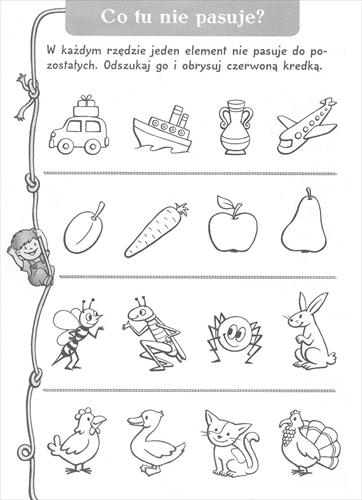 Co tu nie pasuje?
W każdym rzędzie jeden element nie pasuje do po-
zostałych. Odszukaj go i obrysuj czerwoną kredką.